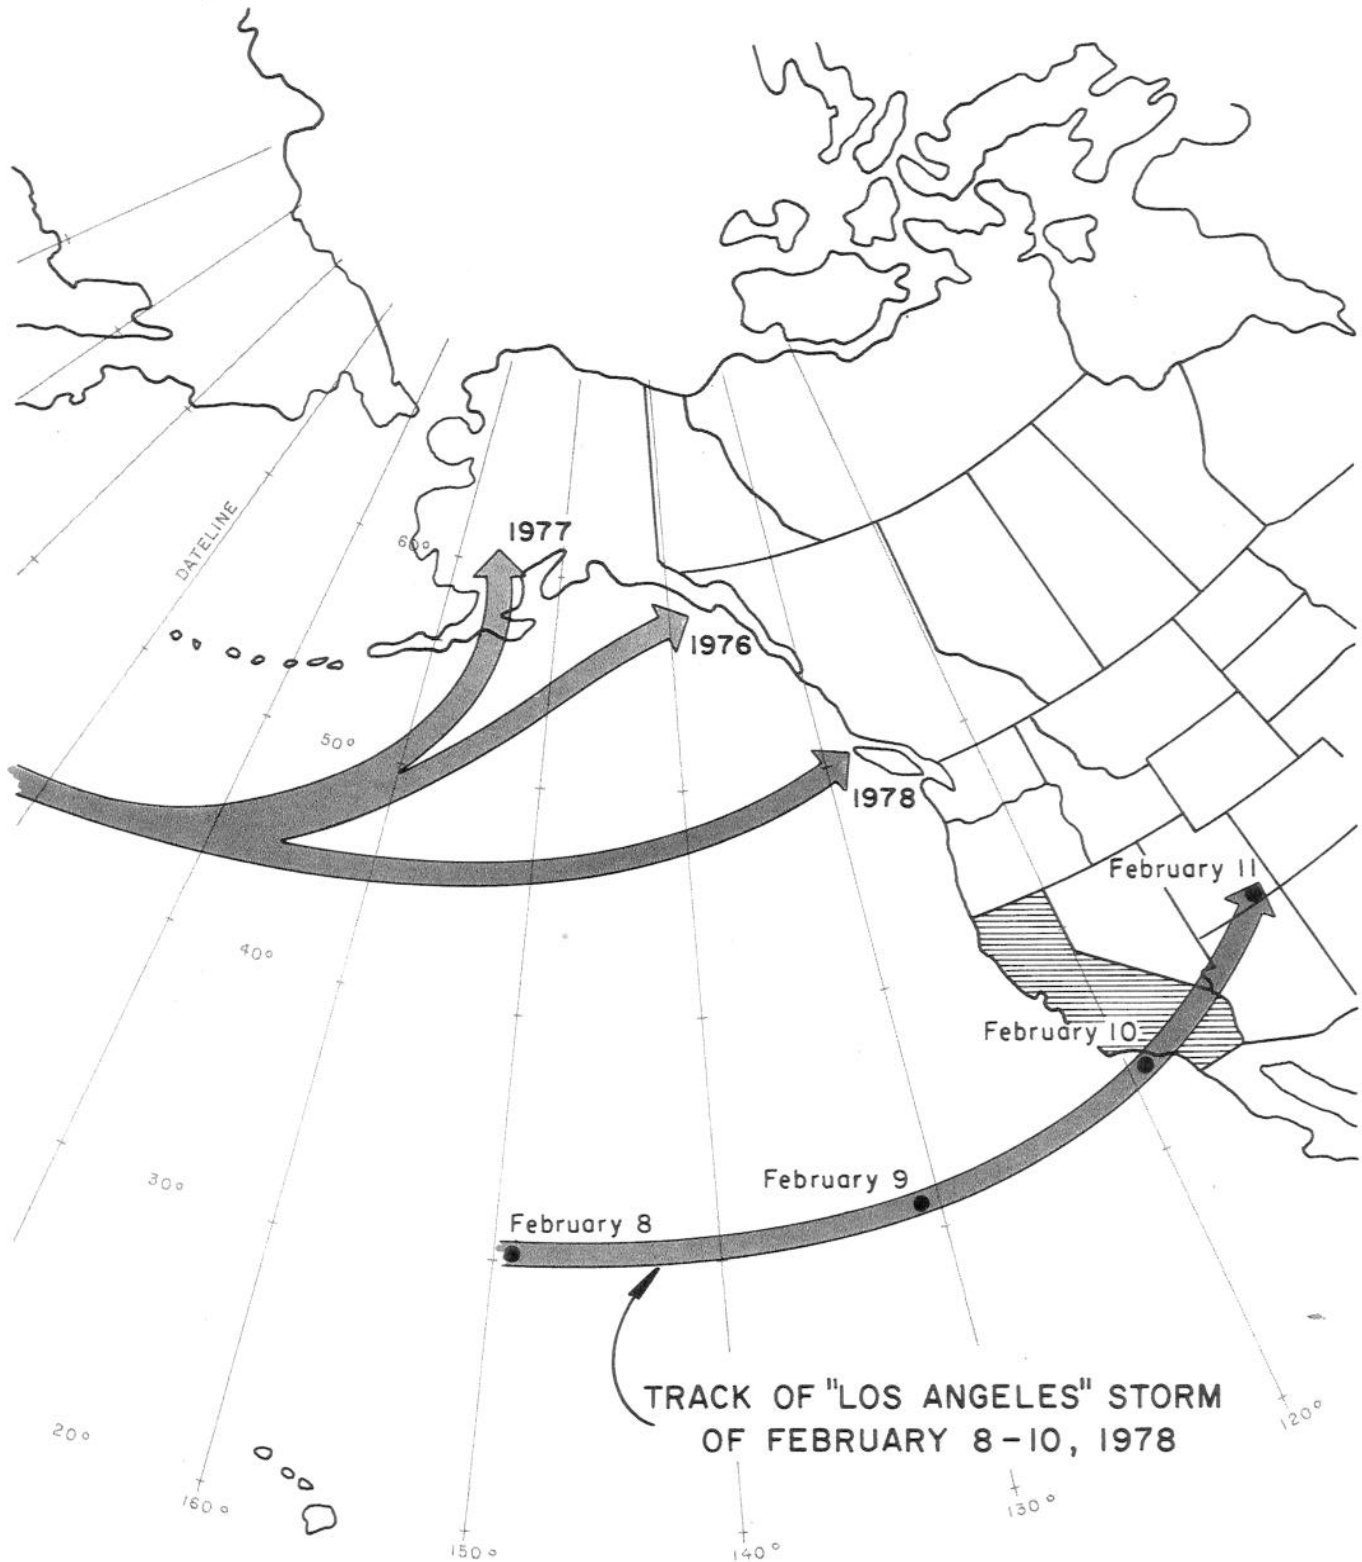 DATELINE
60°
1977
1976
50°
1978
February 11
40°
February 10
30°
February 9
February 8
TRACK OF "LOS ANGELES" STORM
OF FEBRUARY 8-10, 1978
20°
120°
160°
130°
150°
140°